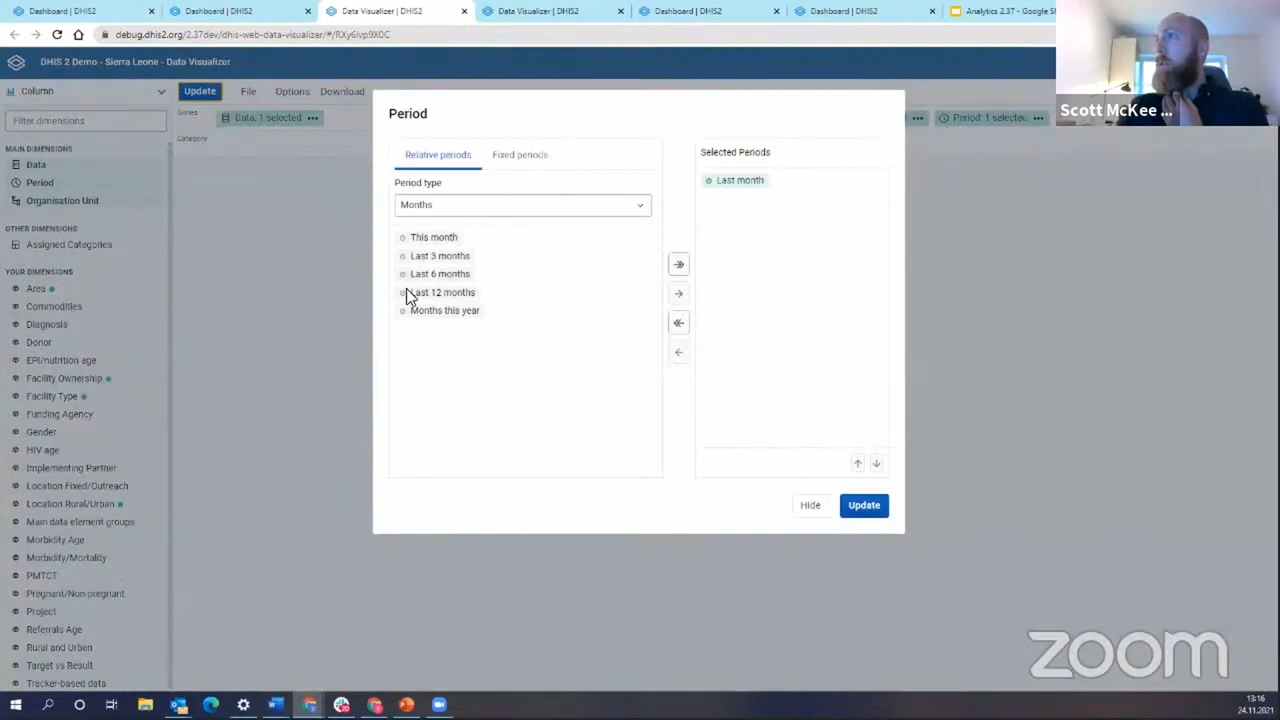 Dashboard | DHIS2
Dashboard | DHIS2
Data Visualizer | DHIS2
Data Visualizer | DHIS2
Dashboard | DHIS2
Dashboard | DHIS2
Analytics 2.37 - Google Sl
debug.dhis2.org/2.37dev/dhis-web-data-visualizer/#/RXy6ivp9X0C
DHIS 2 Demo - Sierra Leone - Data Visualizer
Scott McKee ...
Column
Update
File
Options
Download
Filter dimensions
Series
Data: 1 selected
Period: 1 selected
Category
MAIN DIMENSIONS
Data
Period
Organisation Unit
OTHER DIMENSIONS
Assigned Categories
YOUR DIMENSIONS
Area
Commodities
Diagnosis
Donor
EPI/nutrition age
Facility Ownership
Facility Type
Funding Agency
Gender
HIV age
Implementing Partner
Location Fixed/Outreach
Location Rural/Urban
Main data element groups
Morbidity Age
Morbidity/Mortality
PMTCT
Pregnant/Non-pregnant
Project
Referrals Age
Rural and Urban
Target vs Result
Tracker-based data
Period
Relative periods
Fixed periods
Period type
Months
This month
Last 3 months
Last 6 months
Last 12 months
Months this year
Selected Periods
Last month
Hide
Update
zoom
13:16
24.11.2021